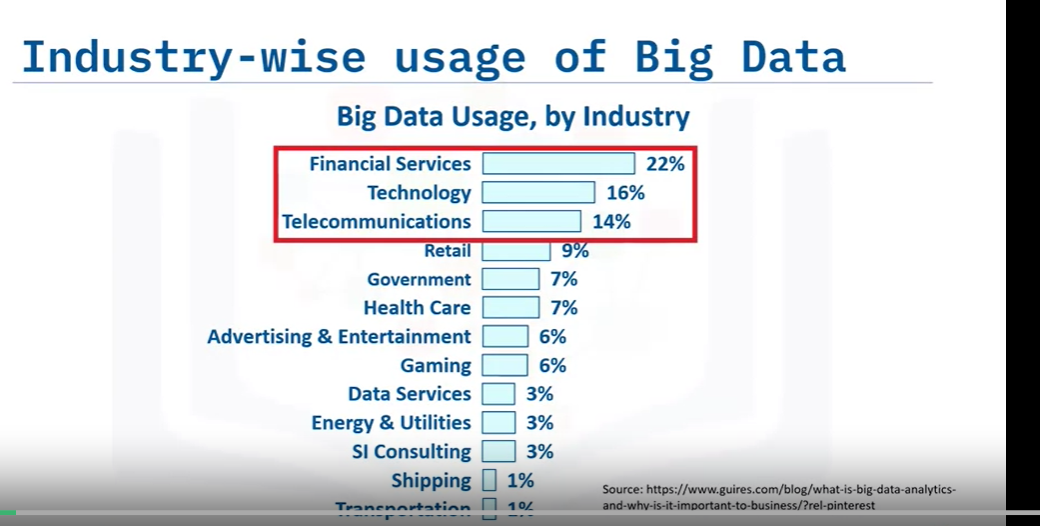 Industry-wise usage of Big Data
Big Data Usage, by Industry
Financial Services 22%
Technology 16%
Telecommunications 14%
Retail 9%
Government 7%
Health Care 7%
Advertising & Entertainment 6%
Gaming 6%
Data Services 3%
Energy & Utilities 3%
SI Consulting 3%
Shipping 1%
Transportation 1%
Source: https://www.guires.com/blog/what-is-big-data-analytics-
and-why-is-it-important-to-business/?rel-pinterest